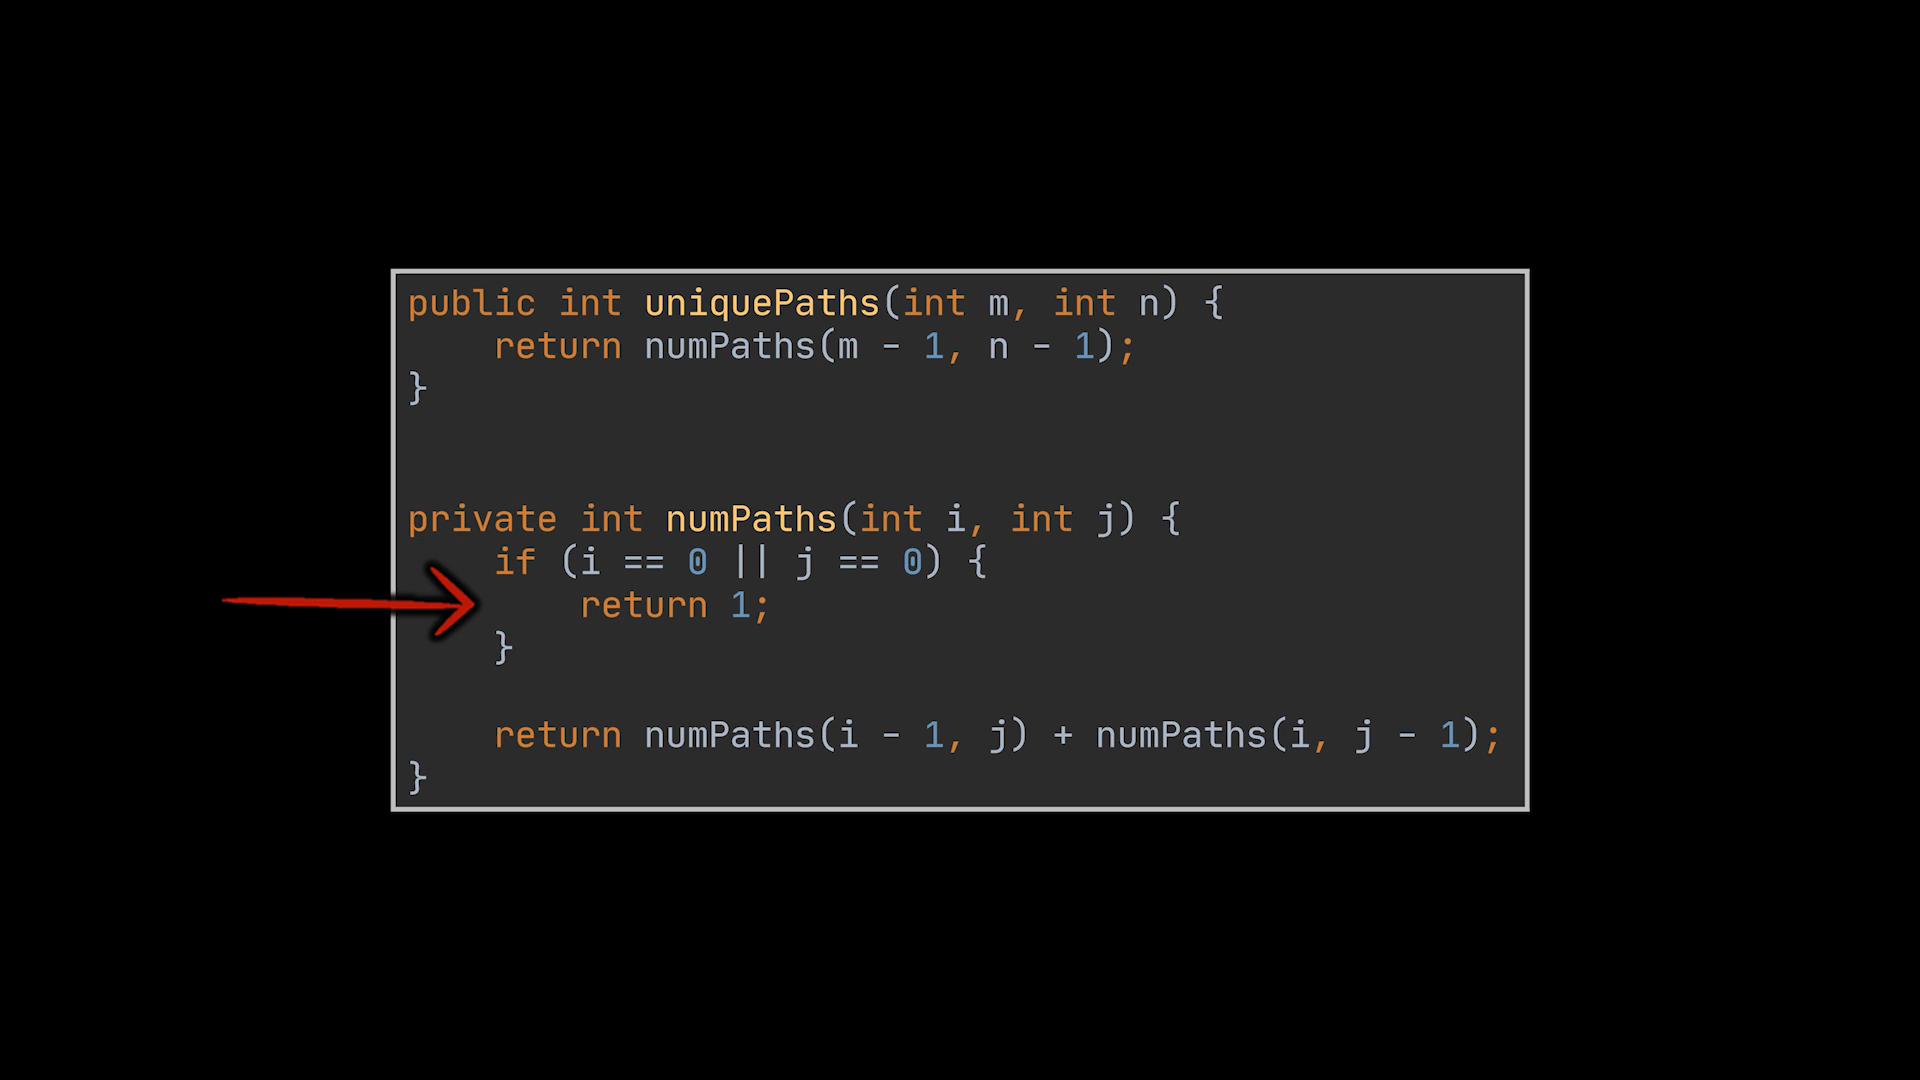 public int uniquePaths(int m, int n) {
    return numPaths(m - 1, n - 1);
}
private int numPaths(int i, int j) {
    if (i == 0 || j == 0) {
        return 1;
    }
    return numPaths(i - 1, j) + numPaths(i, j - 1);
}